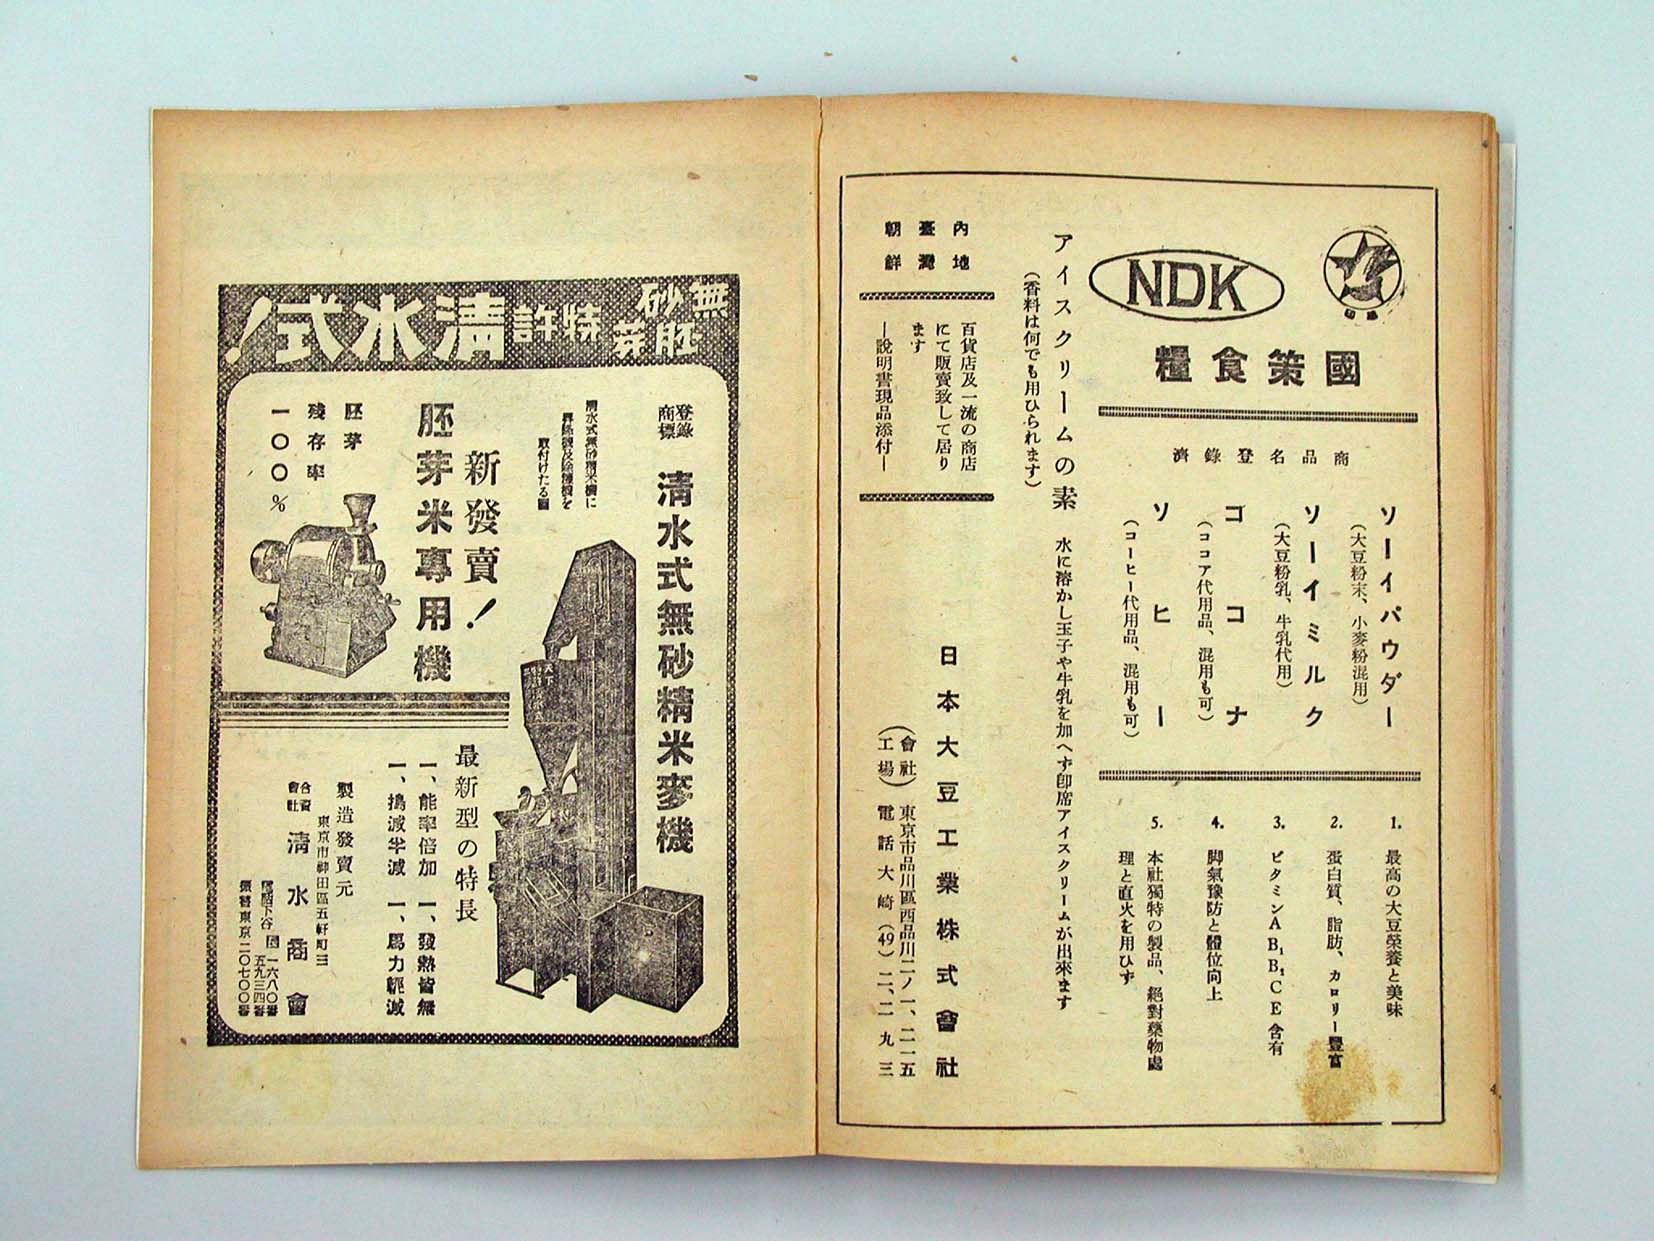 NDK
國策食糧
商品名登錄濟
ソーイパウダー
(大豆粉末、小麥粉混用)
ソーイミルク
(大豆粉乳、牛乳代用)
ゴコナ
(ココア代用品、混用も可)
ソヒー
(コーヒー代用品、混用も可)
1. 最高の大豆榮養と美味
2. 蛋白質、脂肪、カロリー豐富
3. ビタミンA B₁ B₂ C E 含有
4. 脚氣豫防と體位向上
5. 本社獨特の製品、絕對藥物處
理と直火を用ひず
アイスクリームの素 水に溶かし玉子や牛乳を加へず卽席アイスクリームが出來ます
(香料は何でも用ひられます)
內地
臺灣
朝鮮
百貨店及一流の商店
にて販賣致して居り
ます
―說明書現品添付―
日本大豆工業株式會社
(會社) 東京市品川區西品川二ノ一、二一一五
(工場) 電話大崎(49)二、二九三
無砂
胚芽
特許
淸水式!
登錄
商標
淸水式無砂精米麥機
淸水式無砂精米機に
昇降機及除糠機を
取付けたる圖
新發賣!
胚芽米專用機
胚芽
殘存率
一〇〇%
最新型の特長
一、能率倍加 一、發熱皆無
一、搗減半減 一、馬力輕減
製造發賣元
東京市神田區五軒町三
合資
會社
淸水商會
電話下谷
一六八〇番
五九三四番
振替東京二〇七〇〇番